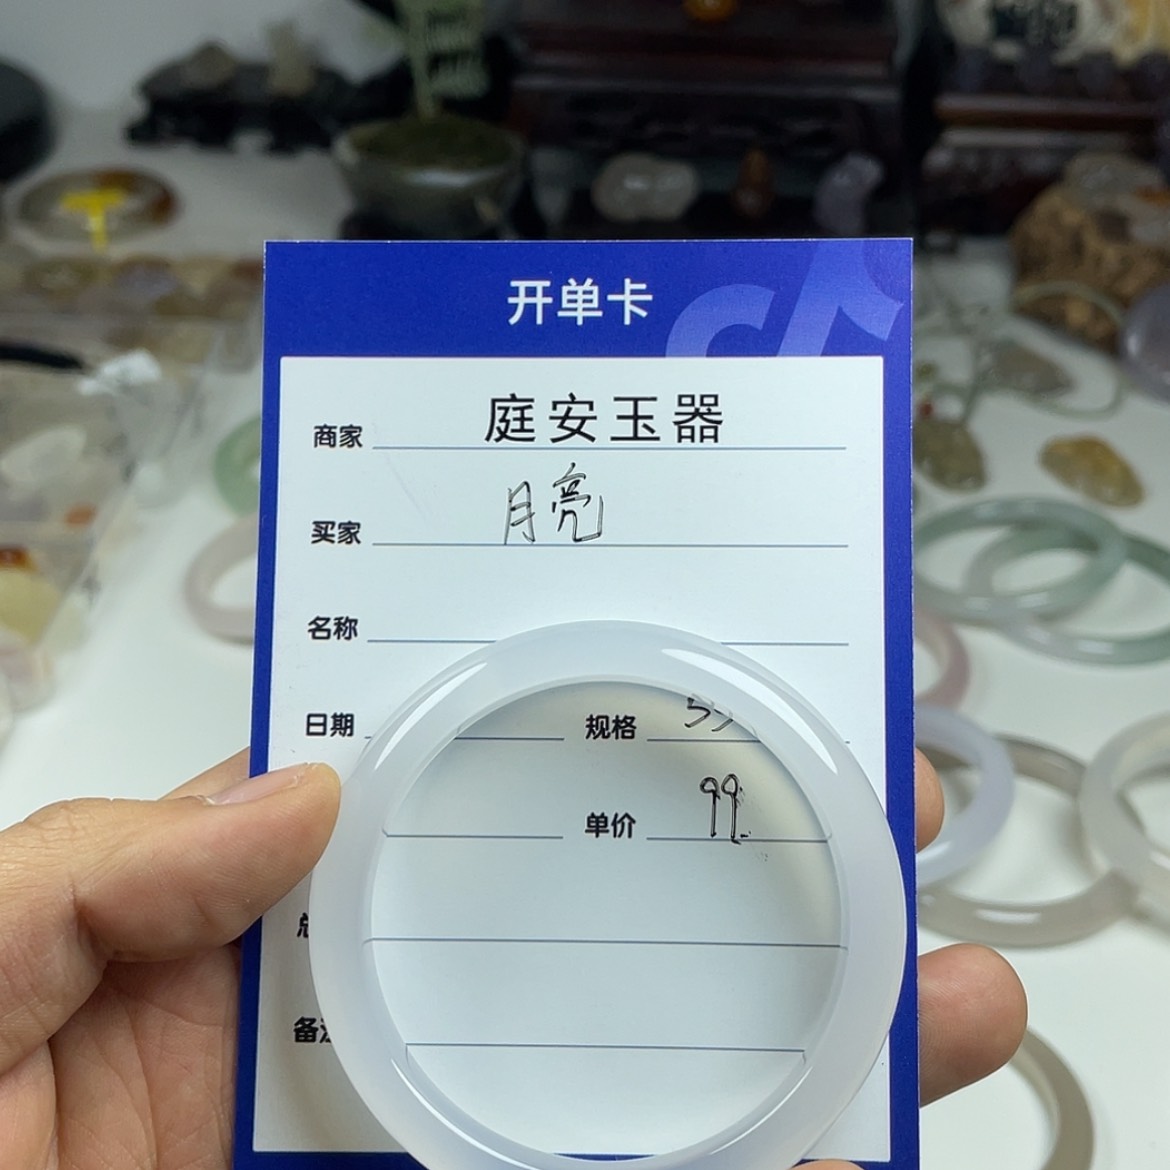 开单卡
商家 庭安玉器
买家 月亮
名称
日期 规格
单价 99
备注